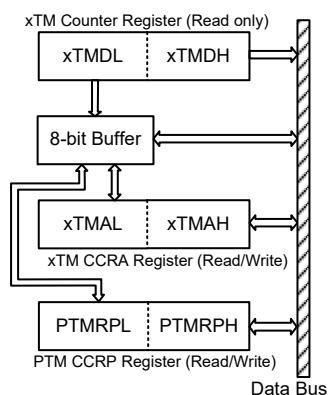 xTM Counter Register (Read only)
xTMDL xTMDH
8-bit Buffer
xTMAL xTMAH
xTM CCRA Register (Read/Write)
PTMRPL PTMRPH
PTM CCRP Register (Read/Write)
Data Bus